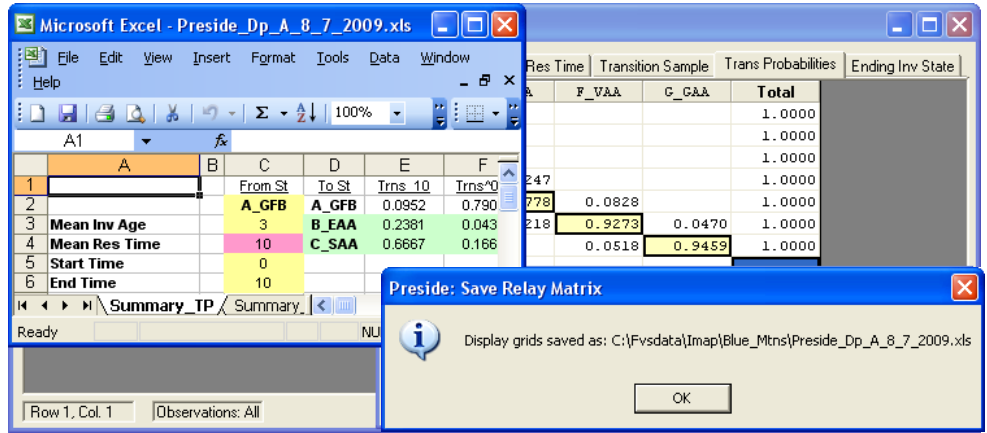 Microsoft Excel - Preside_Dp_A_8_7_2009.xls
File Edit View Insert Format Tools Data Window
Help
100%
A1 fx
A B C D E F
1 From St To St Trns_10 Trns^0
2 A_GFB A_GFB 0.0952 0.790
3 Mean Inv Age 3 B_EAA 0.2381 0.043
4 Mean Res Time 10 C_SAA 0.6667 0.166
5 Start Time 0
6 End Time 10
Summary_TP Summary_
Ready NU
Res Time Transition Sample Trans Probabilities Ending Inv State
F_VAA G_GAA Total
1.0000
1.0000
1.0000
247 1.0000
778 0.0828 1.0000
218 0.9273 0.0470 1.0000
0.0518 0.9459 1.0000
Preside: Save Relay Matrix
Display grids saved as: C:\Fvsdata\Imap\Blue_Mtns\Preside_Dp_A_8_7_2009.xls
OK
Row 1, Col. 1 Observations: All